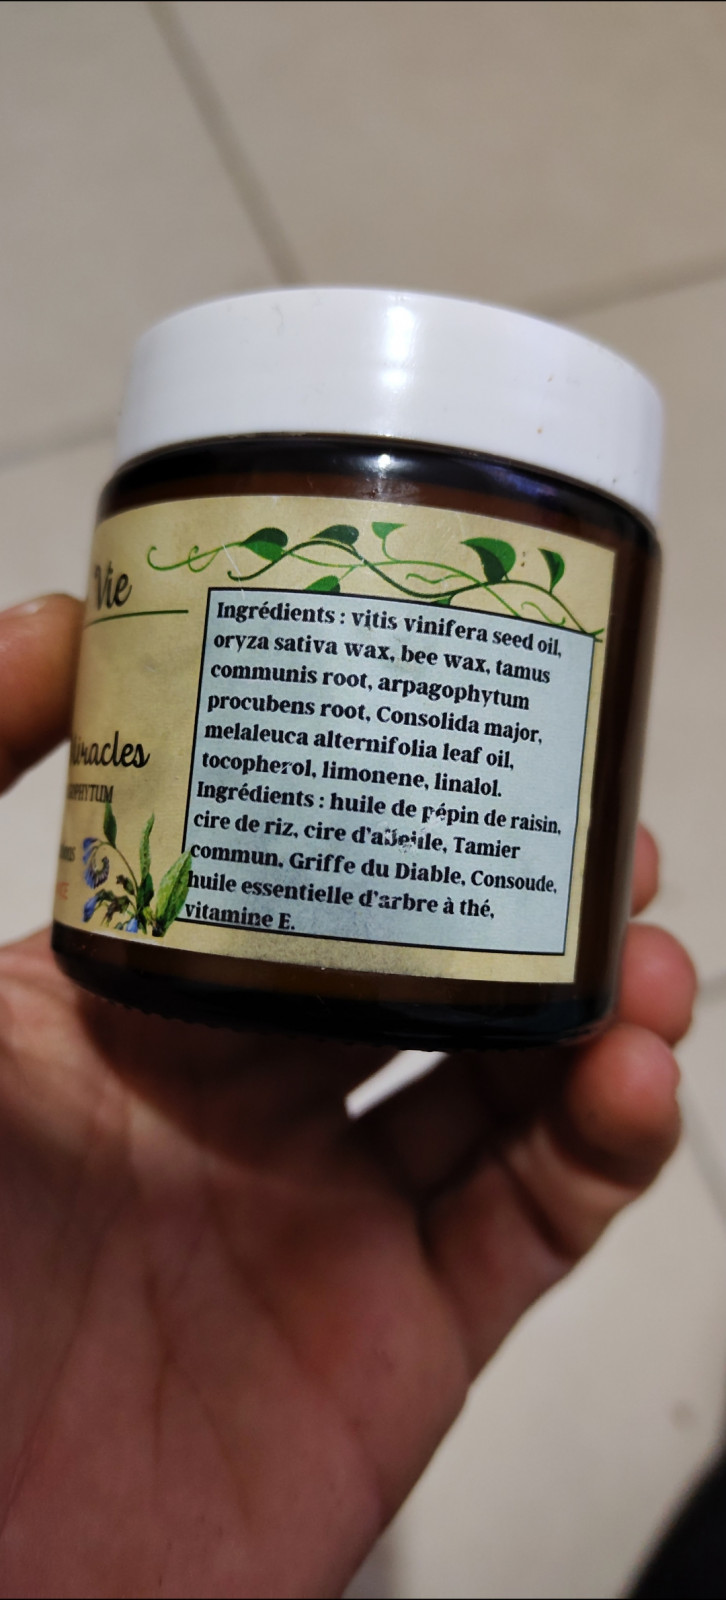 Vie
Miracles
Ingrédients : vitis vinifera seed oil,
oryza sativa wax, bee wax, tamus
communis root, arpagophytum
procubens root, Consolida major,
melaleuca alternifolia leaf oil,
tocopherol, limonene, linalol.
Ingrédients : huile de pépin de raisin,
cire de riz, cire d'abeille, Tamier
commun, Griffe du Diable, Consoude,
huile essentielle d'arbre à thé,
vitamine E.